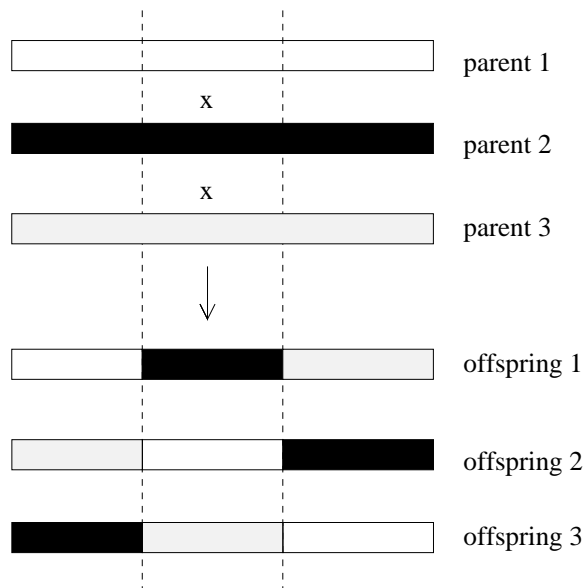 parent 1
x
parent 2
x
parent 3
offspring 1
offspring 2
offspring 3